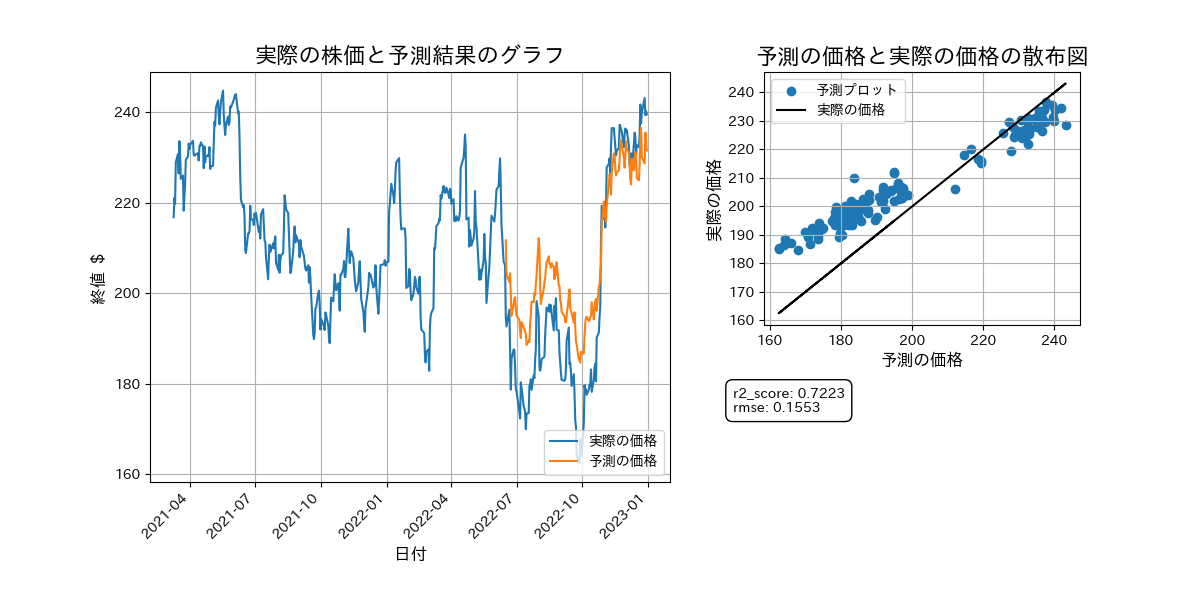 実際の株価と予測結果のグラフ
終値 $
240
220
200
180
160
2021-04
2021-07
2021-10
2022-01
2022-04
2022-07
2022-10
2023-01
日付
実際の価格
予測の価格
予測の価格と実際の価格の散布図
実際の価格
240
230
220
210
200
190
180
170
160
160
180
200
220
240
予測の価格
予測プロット
実際の価格
r2_score: 0.7223
rmse: 0.1553